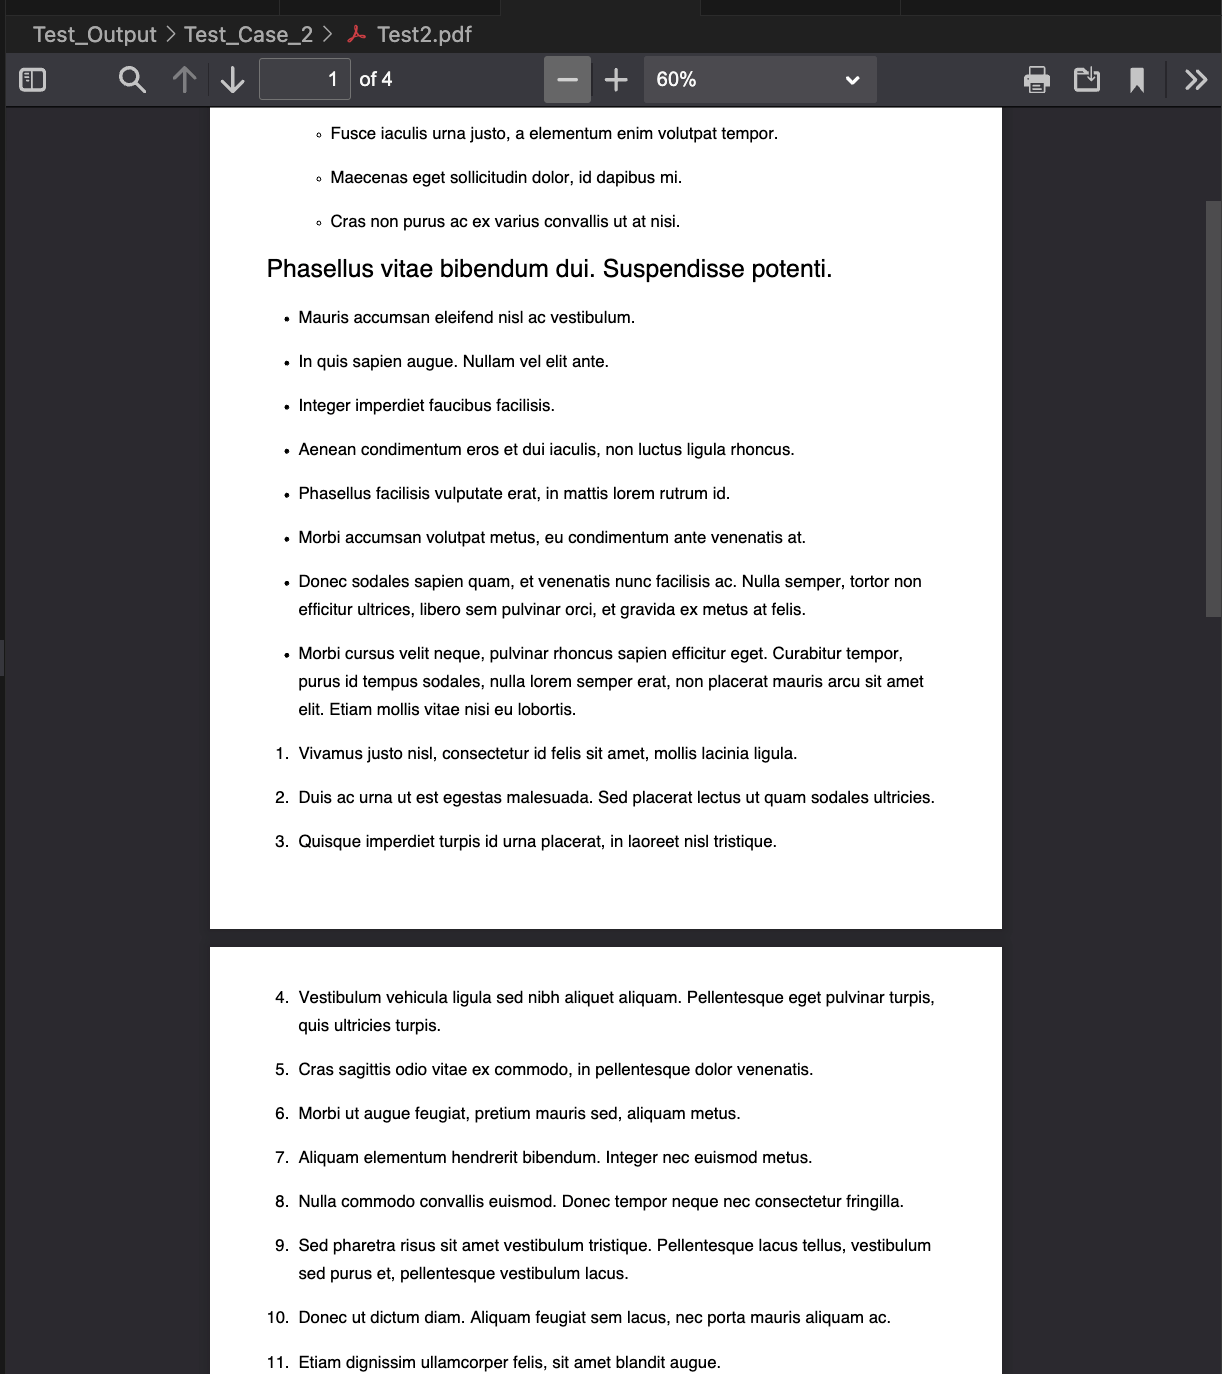 Test_Output > Test_Case_2 > Test2.pdf
1 of 4 60%
◦ Fusce iaculis urna justo, a elementum enim volutpat tempor.
◦ Maecenas eget sollicitudin dolor, id dapibus mi.
◦ Cras non purus ac ex varius convallis ut at nisi.
Phasellus vitae bibendum dui. Suspendisse potenti.
• Mauris accumsan eleifend nisl ac vestibulum.
• In quis sapien augue. Nullam vel elit ante.
• Integer imperdiet faucibus facilisis.
• Aenean condimentum eros et dui iaculis, non luctus ligula rhoncus.
• Phasellus facilisis vulputate erat, in mattis lorem rutrum id.
• Morbi accumsan volutpat metus, eu condimentum ante venenatis at.
• Donec sodales sapien quam, et venenatis nunc facilisis ac. Nulla semper, tortor non
efficitur ultrices, libero sem pulvinar orci, et gravida ex metus at felis.
• Morbi cursus velit neque, pulvinar rhoncus sapien efficitur eget. Curabitur tempor,
purus id tempus sodales, nulla lorem semper erat, non placerat mauris arcu sit amet
elit. Etiam mollis vitae nisi eu lobortis.
1. Vivamus justo nisl, consectetur id felis sit amet, mollis lacinia ligula.
2. Duis ac urna ut est egestas malesuada. Sed placerat lectus ut quam sodales ultricies.
3. Quisque imperdiet turpis id urna placerat, in laoreet nisl tristique.
4. Vestibulum vehicula ligula sed nibh aliquet aliquam. Pellentesque eget pulvinar turpis,
quis ultricies turpis.
5. Cras sagittis odio vitae ex commodo, in pellentesque dolor venenatis.
6. Morbi ut augue feugiat, pretium mauris sed, aliquam metus.
7. Aliquam elementum hendrerit bibendum. Integer nec euismod metus.
8. Nulla commodo convallis euismod. Donec tempor neque nec consectetur fringilla.
9. Sed pharetra risus sit amet vestibulum tristique. Pellentesque lacus tellus, vestibulum
sed purus et, pellentesque vestibulum lacus.
10. Donec ut dictum diam. Aliquam feugiat sem lacus, nec porta mauris aliquam ac.
11. Etiam dignissim ullamcorper felis, sit amet blandit augue.